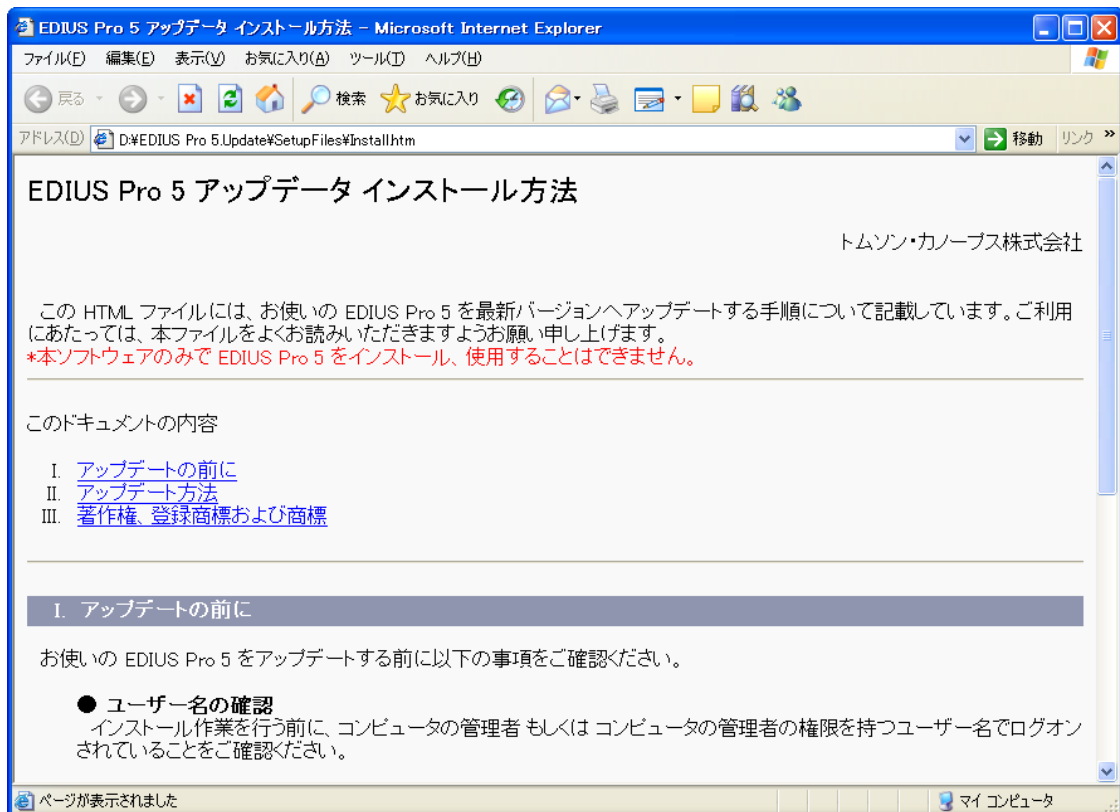 EDIUS Pro 5 アップデータ インストール方法 - Microsoft Internet Explorer
ファイル(F) 編集(E) 表示(V) お気に入り(A) ツール(T) ヘルプ(H)
戻る 検索 お気に入り
アドレス(D) D:¥EDIUS Pro 5.Update¥SetupFiles¥Install.htm 移動 リンク »
EDIUS Pro 5 アップデータ インストール方法
トムソン・カノープス株式会社
この HTML ファイルには、お使いの EDIUS Pro 5 を最新バージョンへアップデートする手順について記載しています。ご利用
にあたっては、本ファイルをよくお読みいただきますようお願い申し上げます。
*本ソフトウェアのみで EDIUS Pro 5 をインストール、使用することはできません。
このドキュメントの内容
I. アップデートの前に
II. アップデート方法
III. 著作権、登録商標および商標
I. アップデートの前に
お使いの EDIUS Pro 5 をアップデートする前に以下の事項をご確認ください。
● ユーザー名の確認
インストール作業を行う前に、コンピュータの管理者 もしくは コンピュータの管理者の権限を持つユーザー名でログオン
されていることをご確認ください。
ページが表示されました マイ コンピュータ